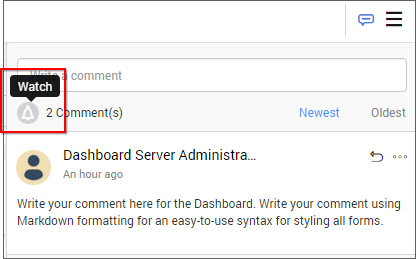 Write a comment
Watch
2 Comment(s) Newest Oldest
Dashboard Server Administra...
An hour ago
Write your comment here for the Dashboard. Write your comment using
Markdown formatting for an easy-to-use syntax for styling all forms.